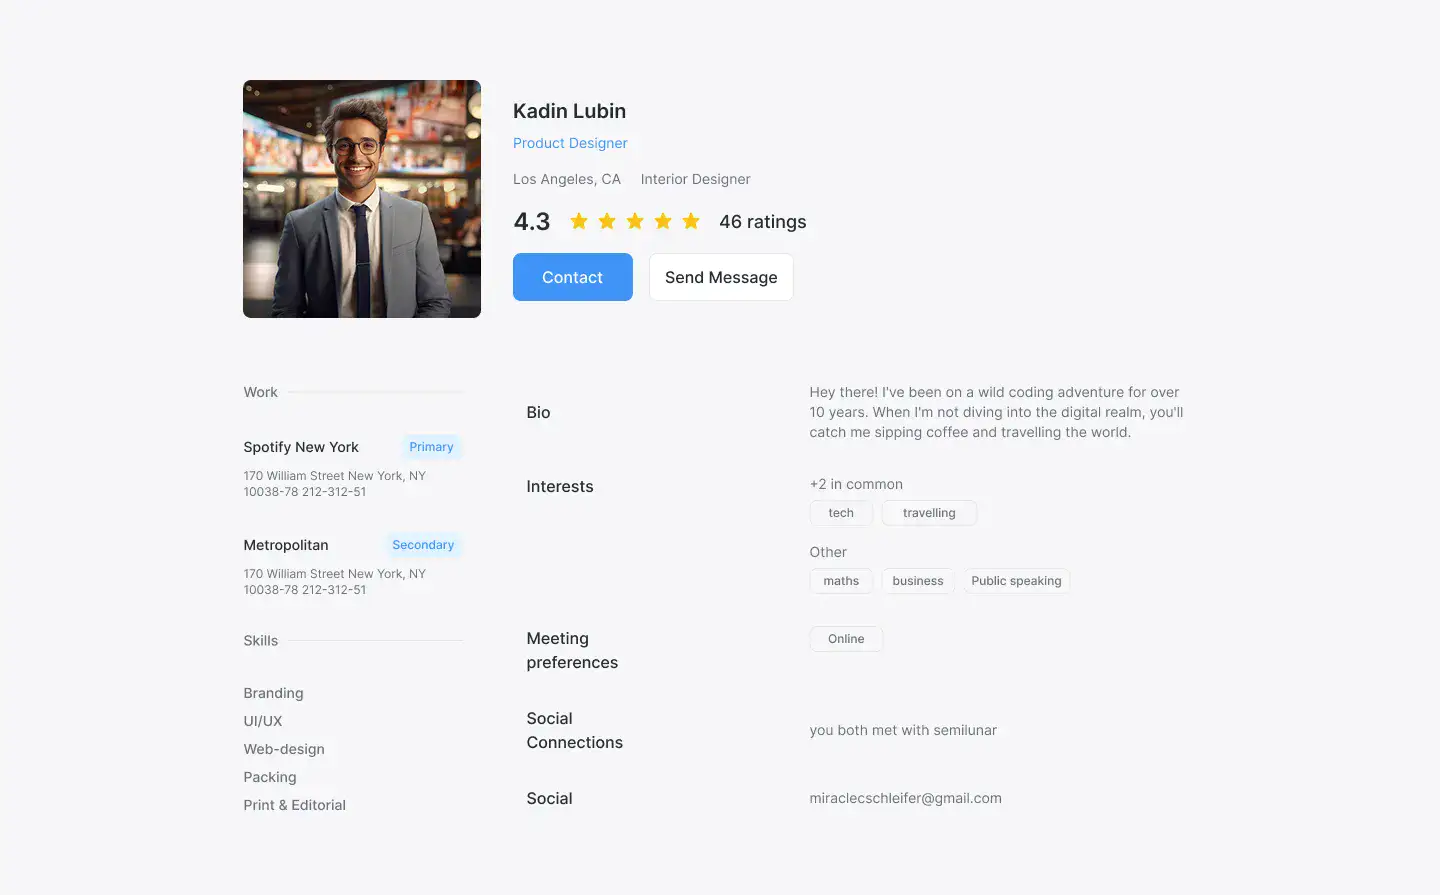 Kadin Lubin
Product Designer
Los Angeles, CA Interior Designer
4.3 46 ratings
Contact Send Message
Work
Spotify New York Primary
170 William Street New York, NY
10038-78 212-312-51
Metropolitan Secondary
170 William Street New York, NY
10038-78 212-312-51
Skills
Branding
UI/UX
Web-design
Packing
Print & Editorial
Bio
Hey there! I've been on a wild coding adventure for over
10 years. When I'm not diving into the digital realm, you'll
catch me sipping coffee and travelling the world.
Interests
+2 in common
tech travelling
Other
maths business Public speaking
Meeting
preferences
Online
Social
Connections
you both met with semilunar
Social
miraclecschleifer@gmail.com